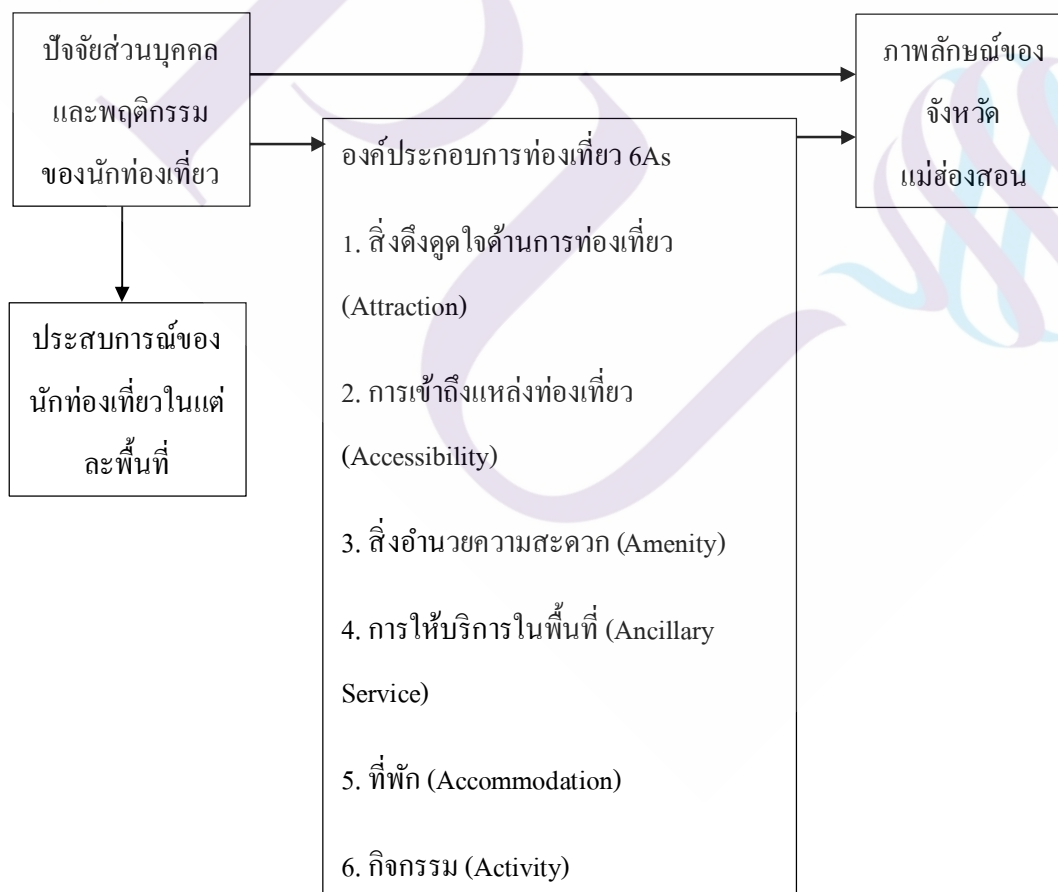 ปัจจัยส่วนบุคคล
และพฤติกรรม
ของนักท่องเที่ยว
ประสบการณ์ของ
นักท่องเที่ยวในแต่
ละพื้นที่
องค์ประกอบการท่องเที่ยว 6As
1. สิ่งดึงดูดใจด้านการท่องเที่ยว
(Attraction)
2. การเข้าถึงแหล่งท่องเที่ยว
(Accessibility)
3. สิ่งอำนวยความสะดวก (Amenity)
4. การให้บริการในพื้นที่ (Ancillary
Service)
5. ที่พัก (Accommodation)
6. กิจกรรม (Activity)
ภาพลักษณ์ของ
จังหวัด
แม่ฮ่องสอน